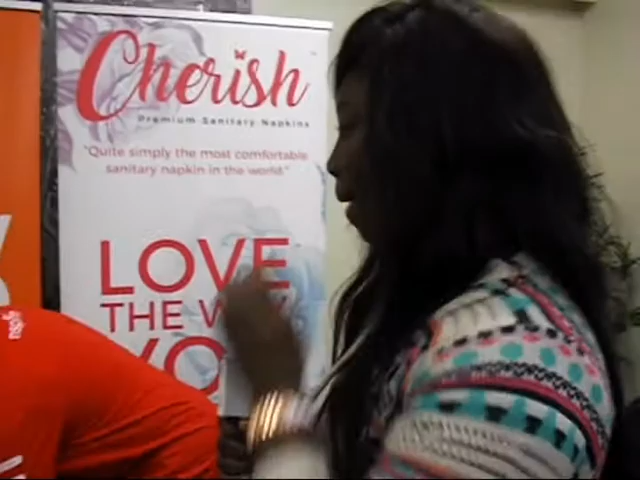 Cherish
Premium Sanitary Napkins
"Quite simply the most comfortable
sanitary napkin in the world"
LOVE
THE